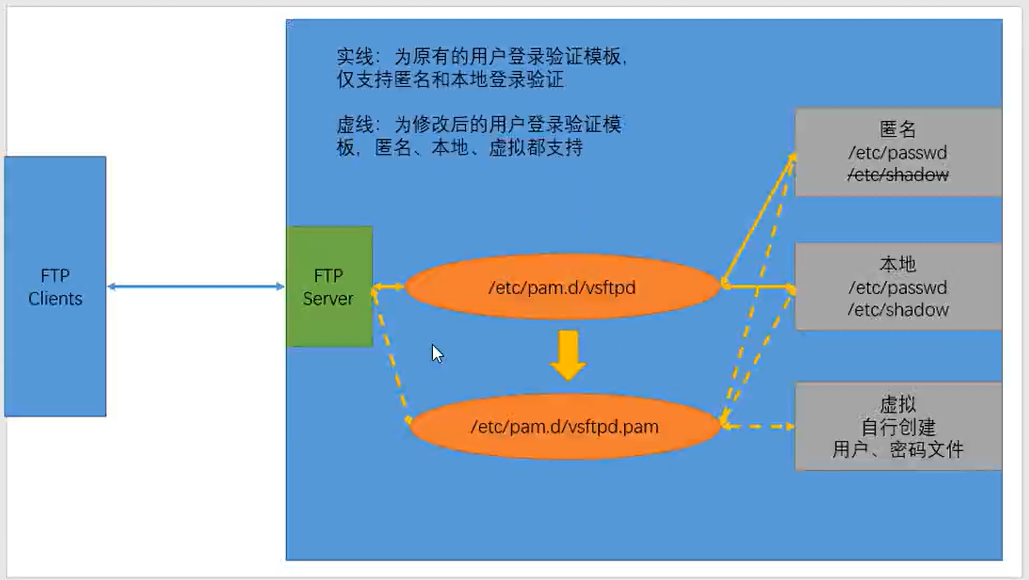 实线：为原有的用户登录验证模板，
仅支持匿名和本地登录验证
虚线：为修改后的用户登录验证模
板，匿名、本地、虚拟都支持
FTP
Clients
FTP
Server
/etc/pam.d/vsftpd
/etc/pam.d/vsftpd.pam
匿名
/etc/passwd
/etc/shadow
本地
/etc/passwd
/etc/shadow
虚拟
自行创建
用户、密码文件